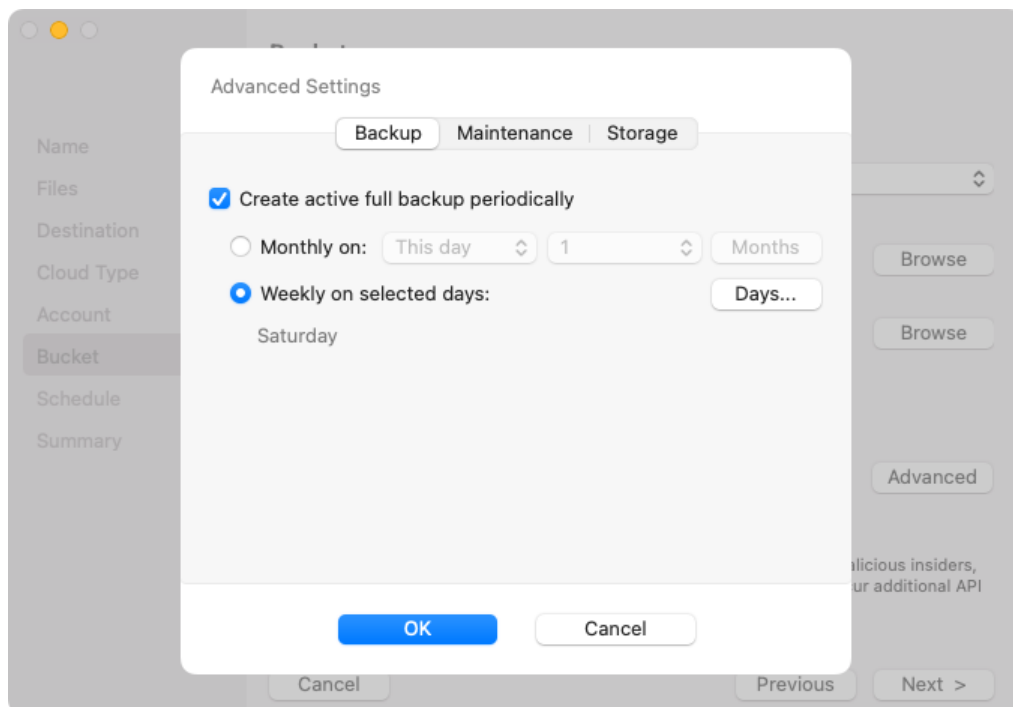 Advanced Settings
Backup Maintenance Storage
Create active full backup periodically
Monthly on: This day 1 Months
Weekly on selected days: Days...
Saturday
OK Cancel
Name
Files
Destination
Cloud Type
Account
Bucket
Schedule
Summary
Browse
Browse
Advanced
insiders,
additional API
Cancel Previous Next >